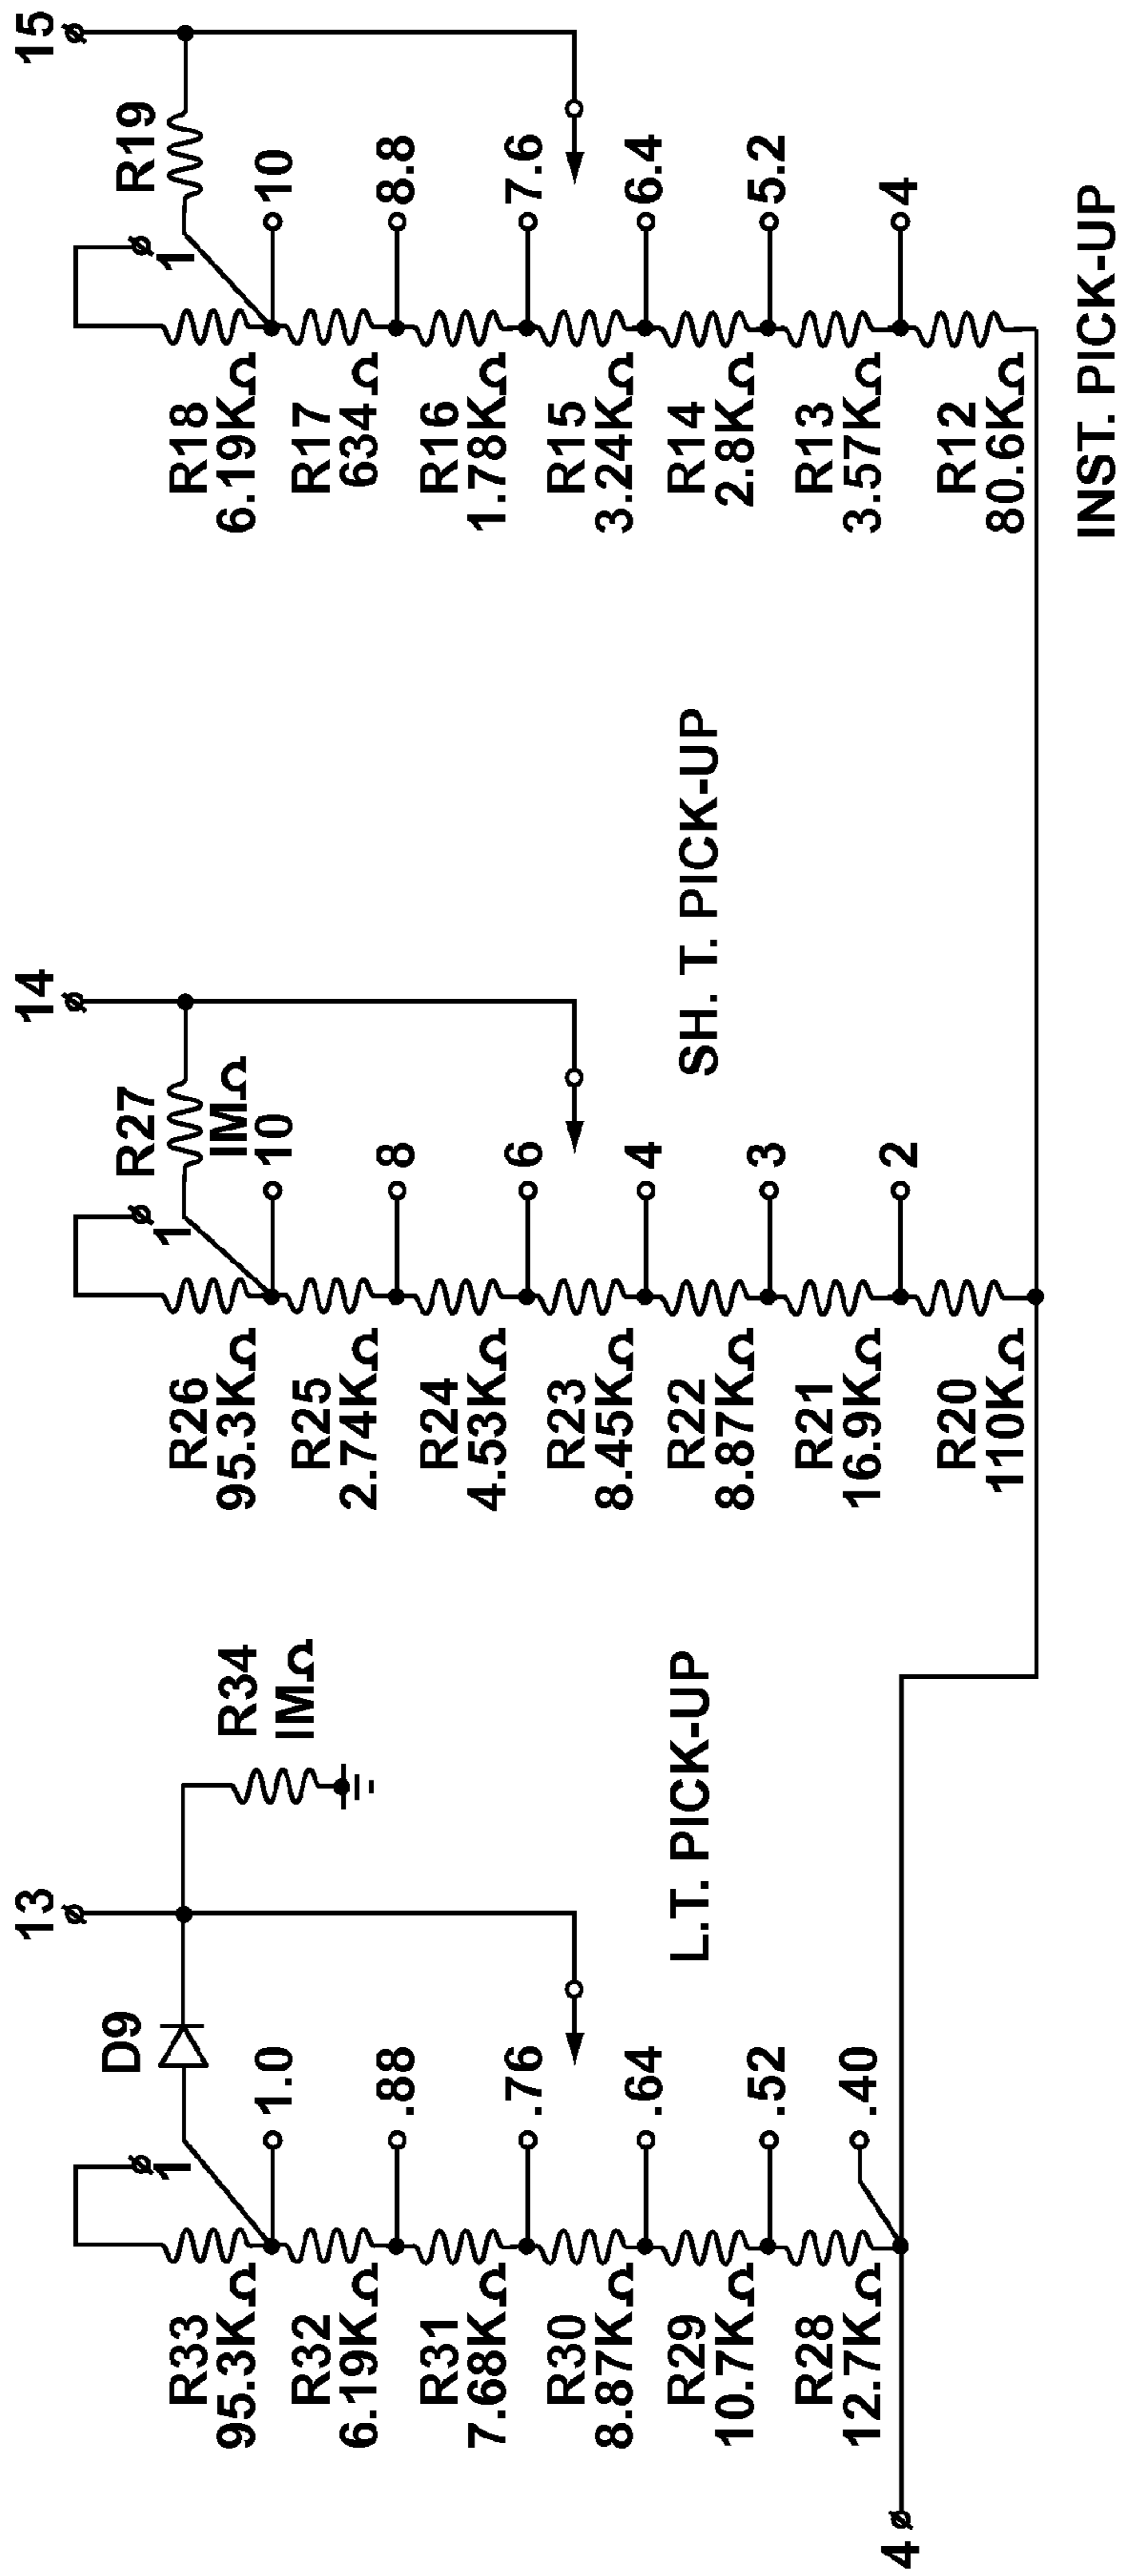 13
D9
R34
1MΩ
1
R33
95.3KΩ
1.0
R32
6.19KΩ
.88
R31
7.68KΩ
.76
R30
8.87KΩ
.64
R29
10.7KΩ
.52
R28
12.7KΩ
.40
4
L.T. PICK-UP
14
R27
1MΩ
1
R26
95.3KΩ
10
R25
2.74KΩ
8
R24
4.53KΩ
6
R23
8.45KΩ
4
R22
8.87KΩ
3
R21
16.9KΩ
2
R20
110KΩ
SH. T. PICK-UP
15
R19
1
R18
6.19KΩ
10
R17
634Ω
8.8
R16
1.78KΩ
7.6
R15
3.24KΩ
6.4
R14
2.8KΩ
5.2
R13
3.57KΩ
4
R12
80.6KΩ
INST. PICK-UP